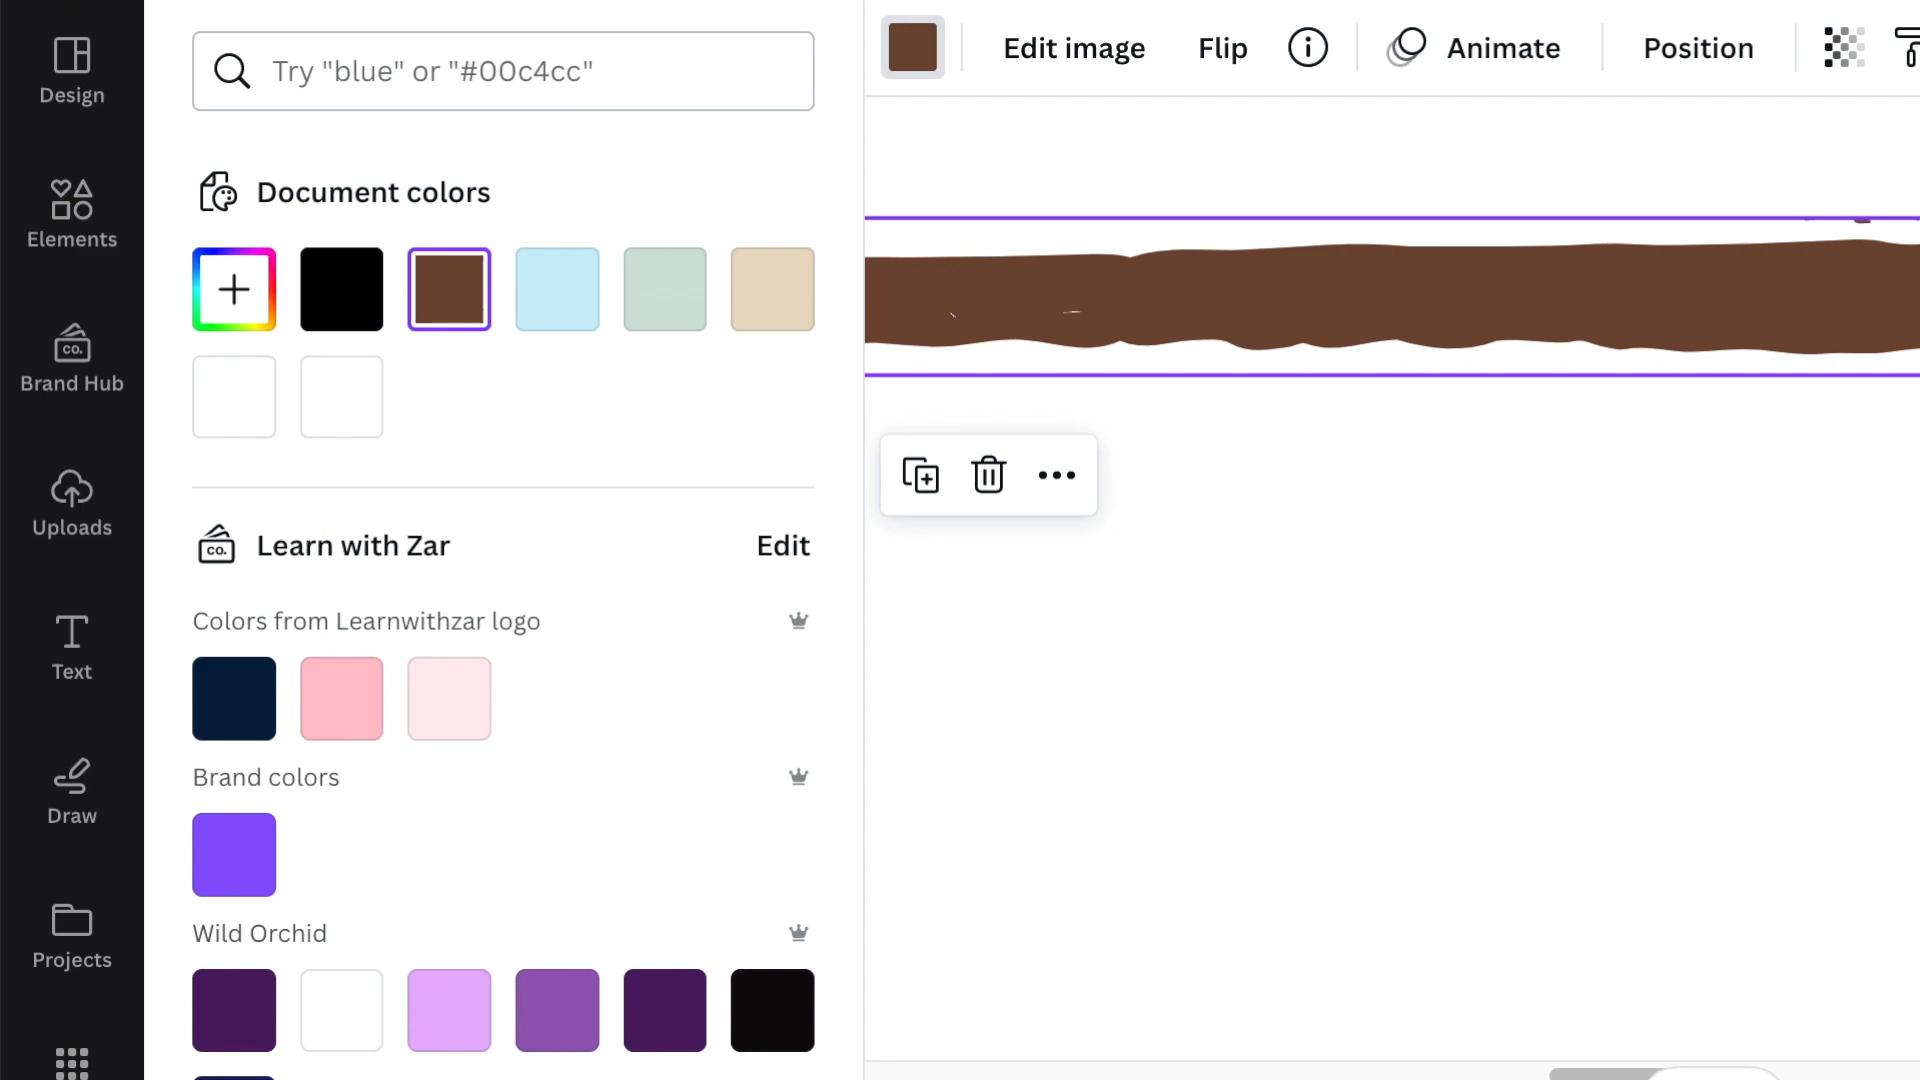 Design
Elements
CO.
Brand Hub
Uploads
Text
Draw
Projects
Try "blue" or "#00c4cc"
Document colors
CO.
Learn with Zar
Edit
Colors from Learnwithzar logo
Brand colors
Wild Orchid
Edit image
Flip
Animate
Position